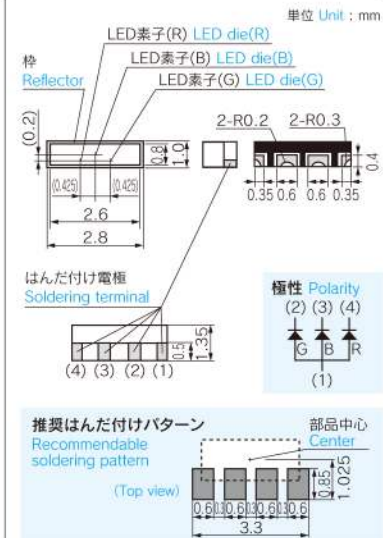 単位 Unit : mm
LED素子(R) LED die(R)
LED素子(B) LED die(B)
LED素子(G) LED die(G)
枠
Reflector
(0.2)
0.8
1.0
(0.425)
(0.425)
2.6
2.8
2-R0.2
2-R0.3
0.4
0.35 0.6 0.6 0.35
はんだ付け電極
Soldering terminal
0.5
1.35
(4) (3) (2) (1)
極性 Polarity
(2) (3) (4)
G B R
(1)
推奨はんだ付けパターン
Recommendable
soldering pattern
部品中心
Center
(Top view)
0.85
1.025
0.6 0.3 0.6 0.3 0.6 0.3 0.6
3.3